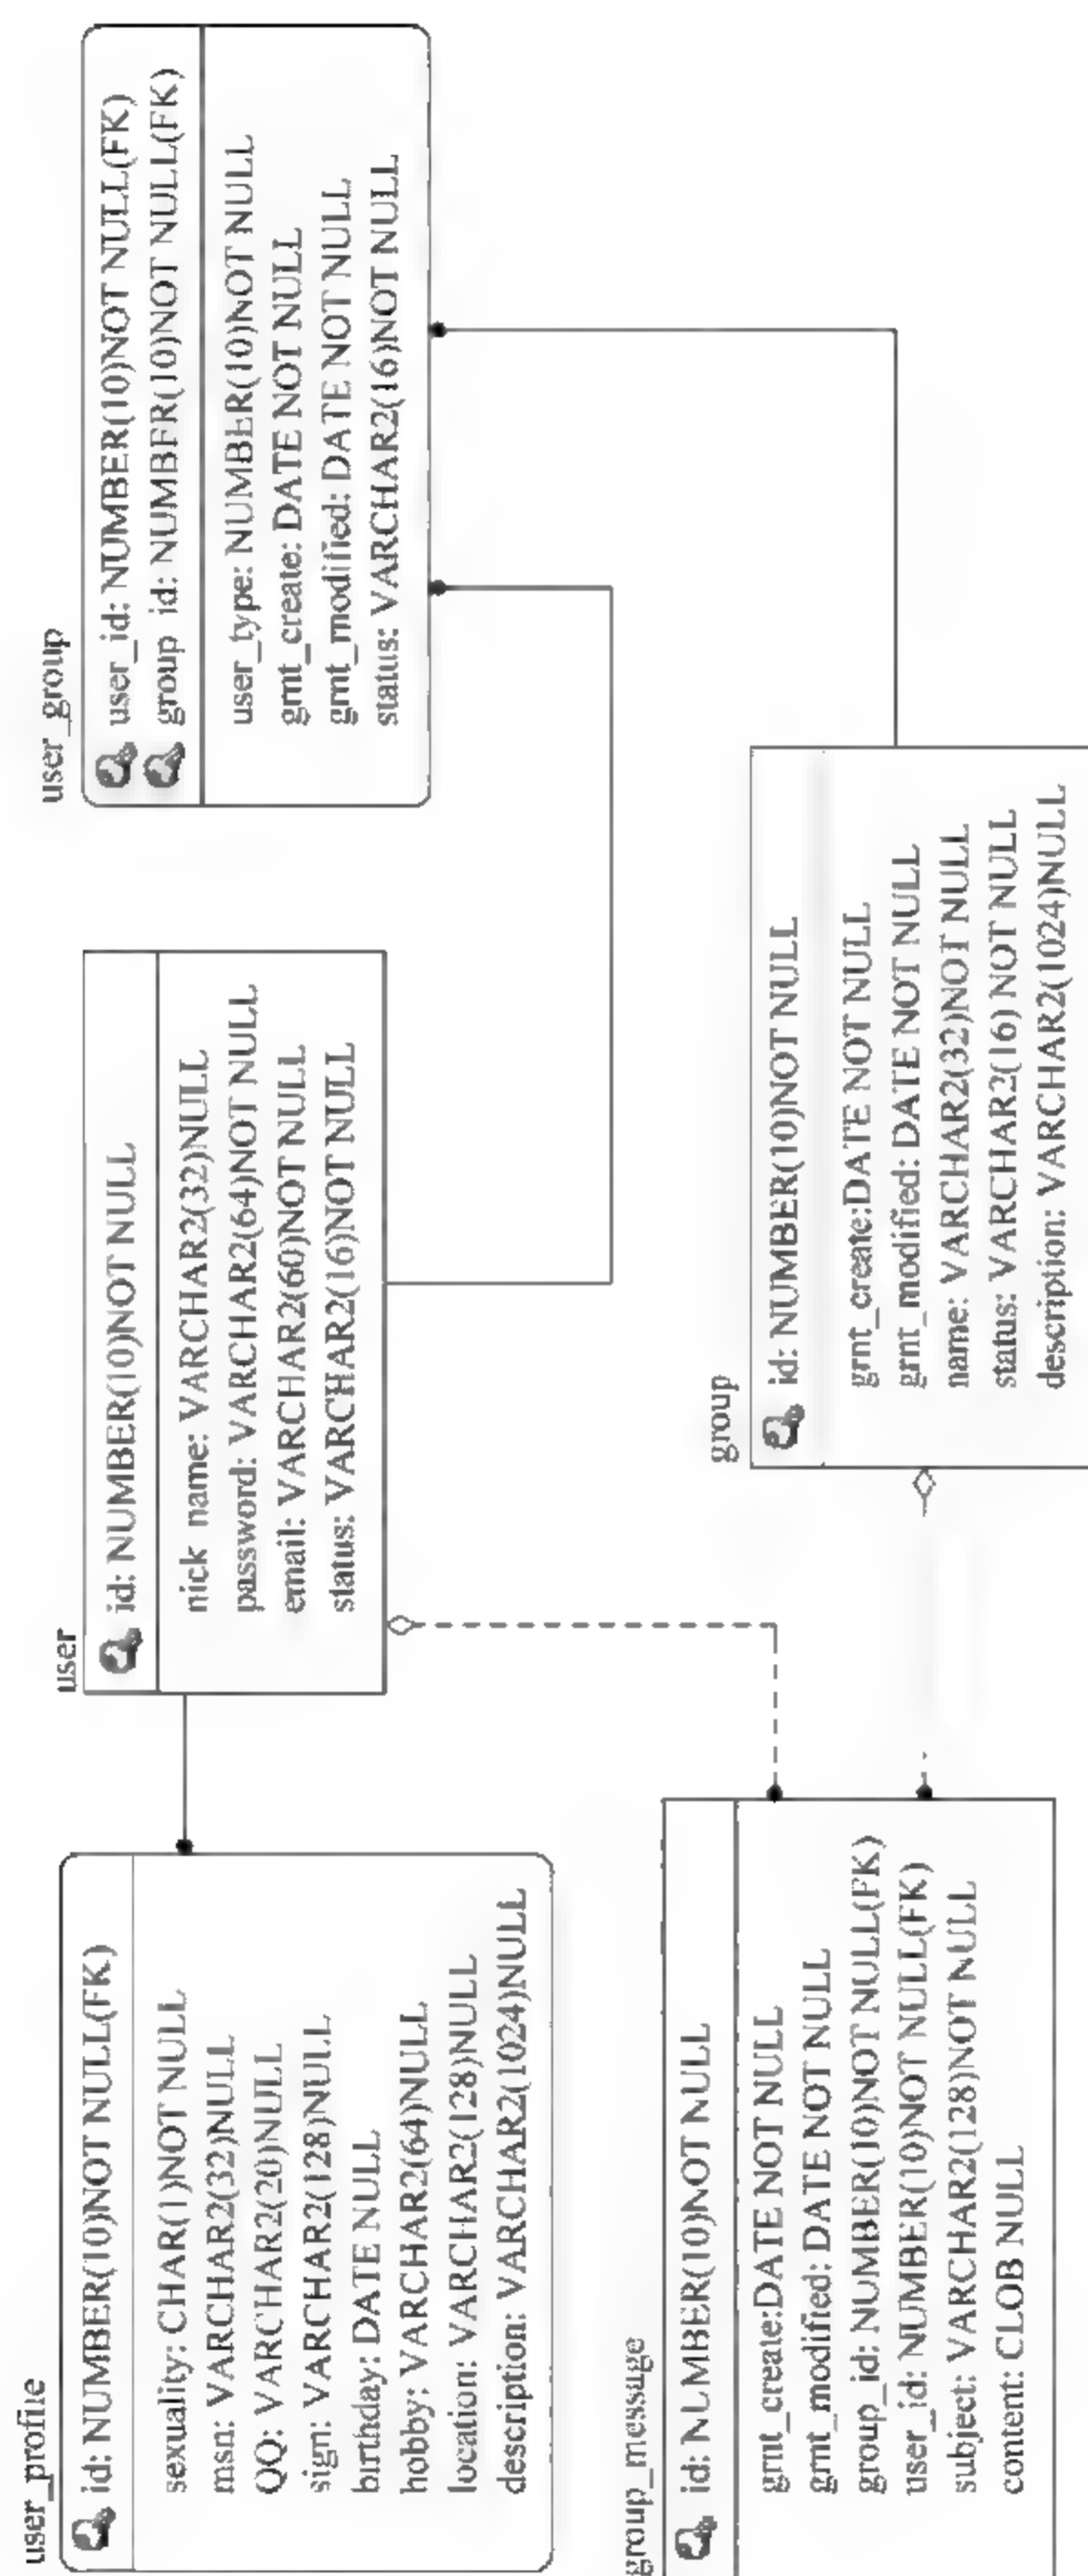 user_profile
id: NUMBER(10)NOT NULL(FK)
sexuality: CHAR(1)NOT NULL
msn: VARCHAR2(32)NULL
QQ: VARCHAR2(20)NULL
sign: VARCHAR2(128)NULL
birthday: DATE NULL
hobby: VARCHAR2(64)NULL
location: VARCHAR2(128)NULL
description: VARCHAR2(1024)NULL
user
id: NUMBER(10)NOT NULL
nick name: VARCHAR2(32)NULL
password: VARCHAR2(64)NOT NULL
email: VARCHAR2(60)NOT NULL
status: VARCHAR2(16)NOT NULL
user_group
user_id: NUMBER(10)NOT NULL(FK)
group id: NUMBER(10)NOT NULL(FK)
user_type: NUMBER(10)NOT NULL
gmt_create: DATE NOT NULL
gmt_modified: DATE NOT NULL
status: VARCHAR2(16)NOT NULL
group_message
id: NUMBER(10)NOT NULL
gmt_create:DATE NOT NULL
gmt_modified: DATE NOT NULL
group_id: NUMBER(10)NOT NULL(FK)
user_id: NUMBER(10)NOT NULL(FK)
subject: VARCHAR2(128)NOT NULL
content: CLOB NULL
group
id: NUMBER(10)NOT NULL
gmt_create:DATE NOT NULL
gmt_modified: DATE NOT NULL
name: VARCHAR2(32)NOT NULL
status: VARCHAR2(16) NOT NULL
description: VARCHAR2(1024)NULL